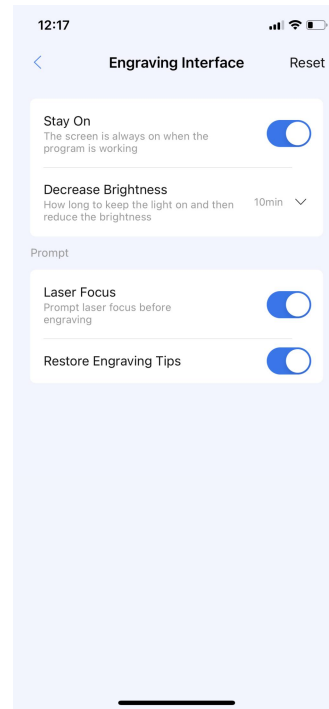 12:17
Engraving Interface
Reset
Stay On
The screen is always on when the
program is working
Decrease Brightness
How long to keep the light on and then
reduce the brightness
10min
Prompt
Laser Focus
Prompt laser focus before
engraving
Restore Engraving Tips